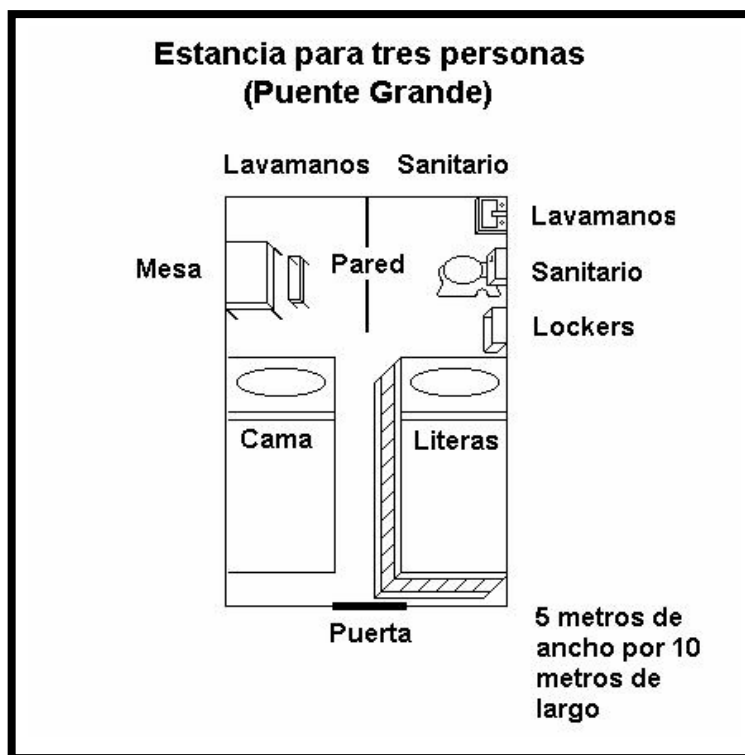 Estancia para tres personas
(Puente Grande)
Lavamanos Sanitario
Lavamanos
Mesa
Pared
Sanitario
Lockers
Cama
Literas
Puerta
5 metros de
ancho por 10
metros de
largo